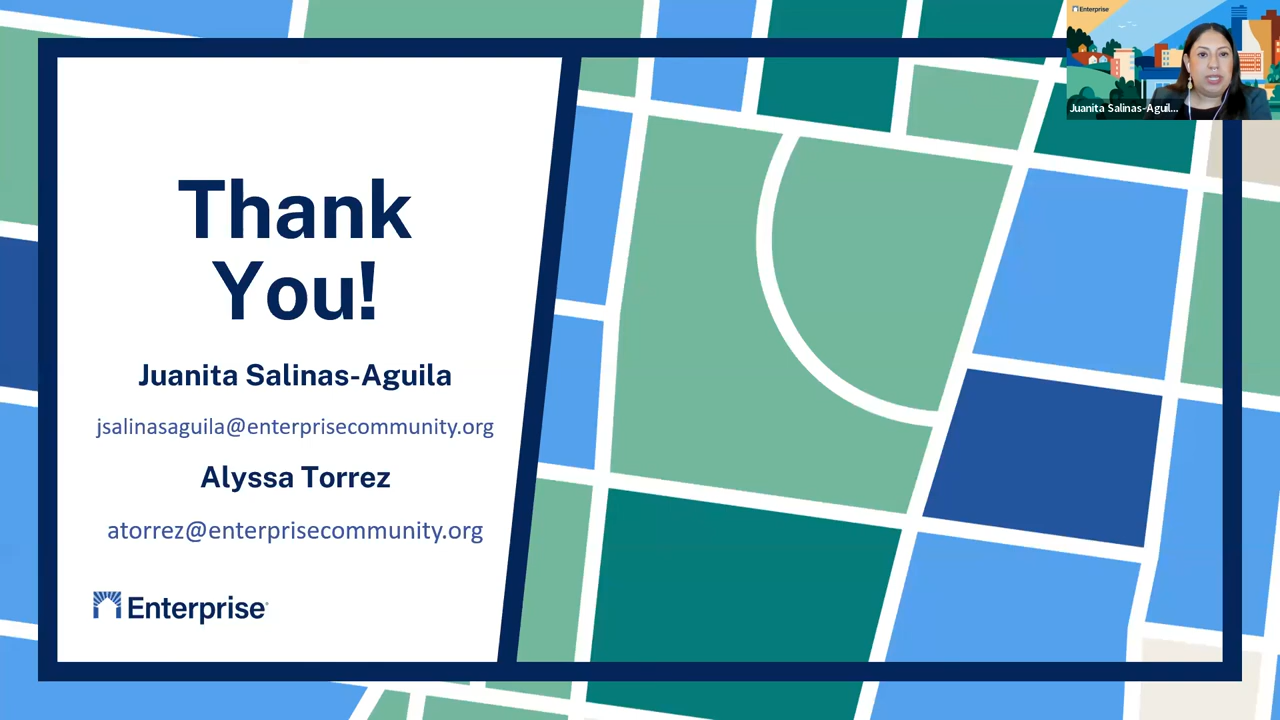 Enterprise
Juanita Salinas-Aguil...
Thank
You!
Juanita Salinas-Aguila
jsalinasaguila@enterprisecommunity.org
Alyssa Torrez
atorrez@enterprisecommunity.org
Enterprise